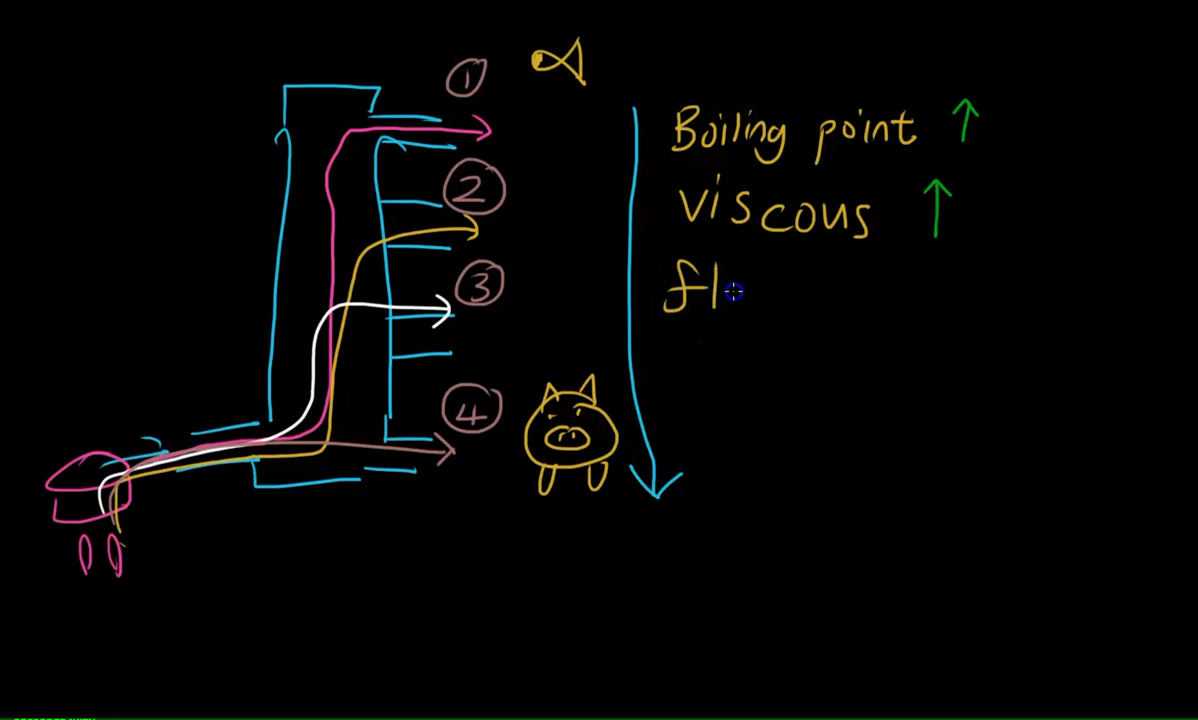 ①
②
③
④
Boiling point ↑
viscous ↑
fl